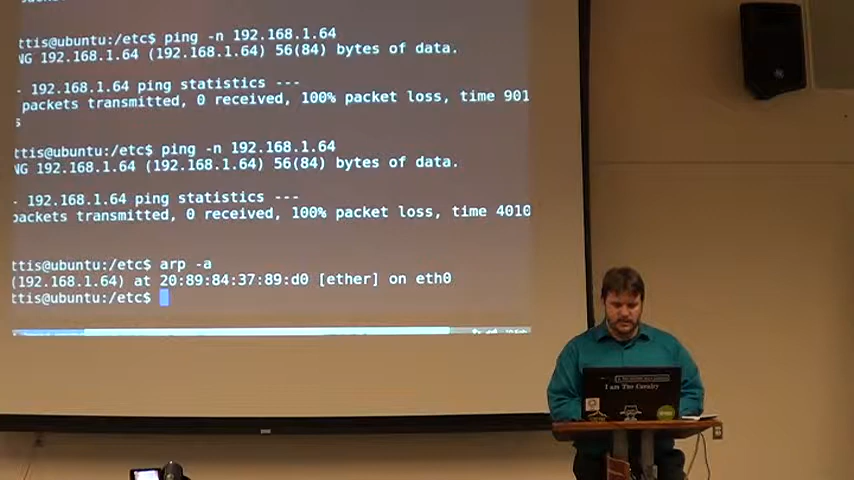 ttis@ubuntu:/etc$ ping -n 192.168.1.64
NG 192.168.1.64 (192.168.1.64) 56(84) bytes of data.
- 192.168.1.64 ping statistics ---
packets transmitted, 0 received, 100% packet loss, time 901
s
ttis@ubuntu:/etc$ ping -n 192.168.1.64
NG 192.168.1.64 (192.168.1.64) 56(84) bytes of data.
- 192.168.1.64 ping statistics ---
packets transmitted, 0 received, 100% packet loss, time 4010
ttis@ubuntu:/etc$ arp -a
(192.168.1.64) at 20:89:84:37:89:d0 [ether] on eth0
ttis@ubuntu:/etc$
I am The Cavalry